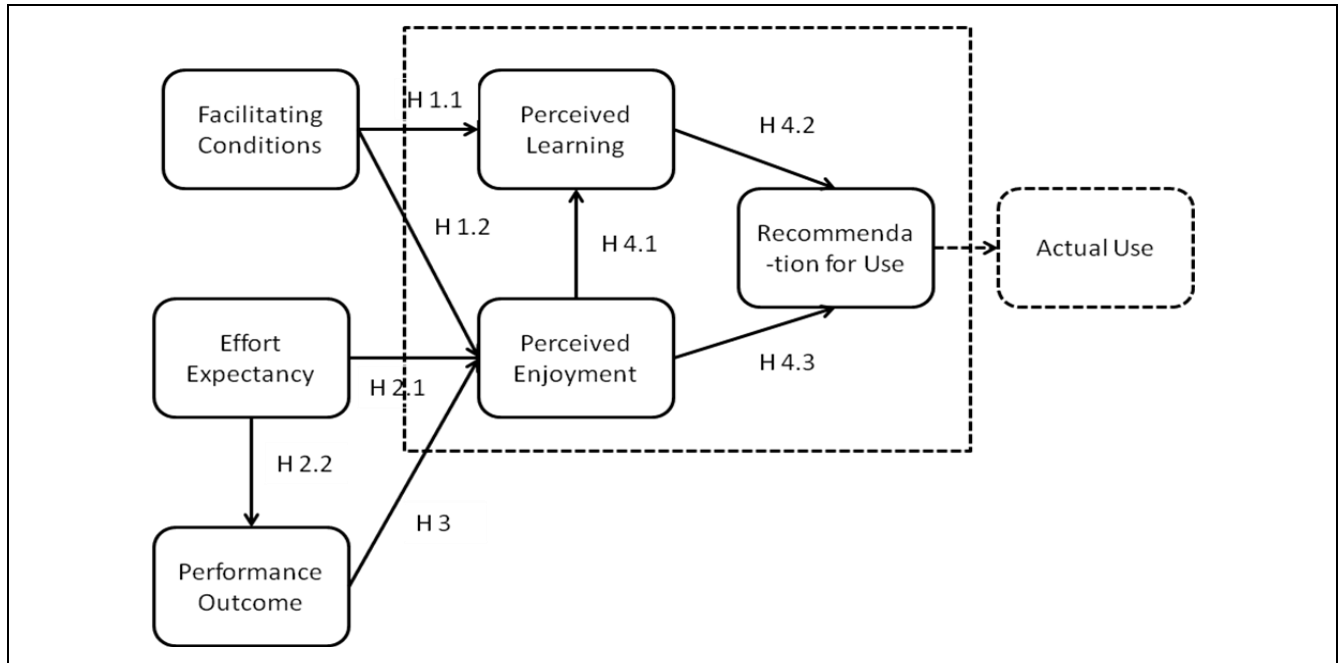 Facilitating
Conditions
H 1.1
Perceived
Learning
H 4.2
H 1.2
H 4.1
Recommenda
-tion for Use
Actual Use
Effort
Expectancy
H 2.1
Perceived
Enjoyment
H 4.3
H 2.2
H 3
Performance
Outcome